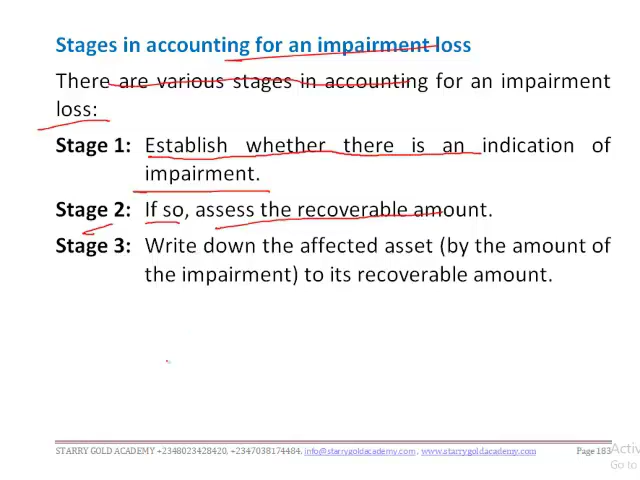 Stages in accounting for an impairment loss
There are various stages in accounting for an impairment
loss:
Stage 1: Establish whether there is an indication of
impairment.
Stage 2: If so, assess the recoverable amount.
Stage 3: Write down the affected asset (by the amount of
the impairment) to its recoverable amount.
STARRY GOLD ACADEMY +2348023428420, +2347038174484. info@starrygoldacademy.com , www.starrygoldacademy.com Page 183
Activ
Go to